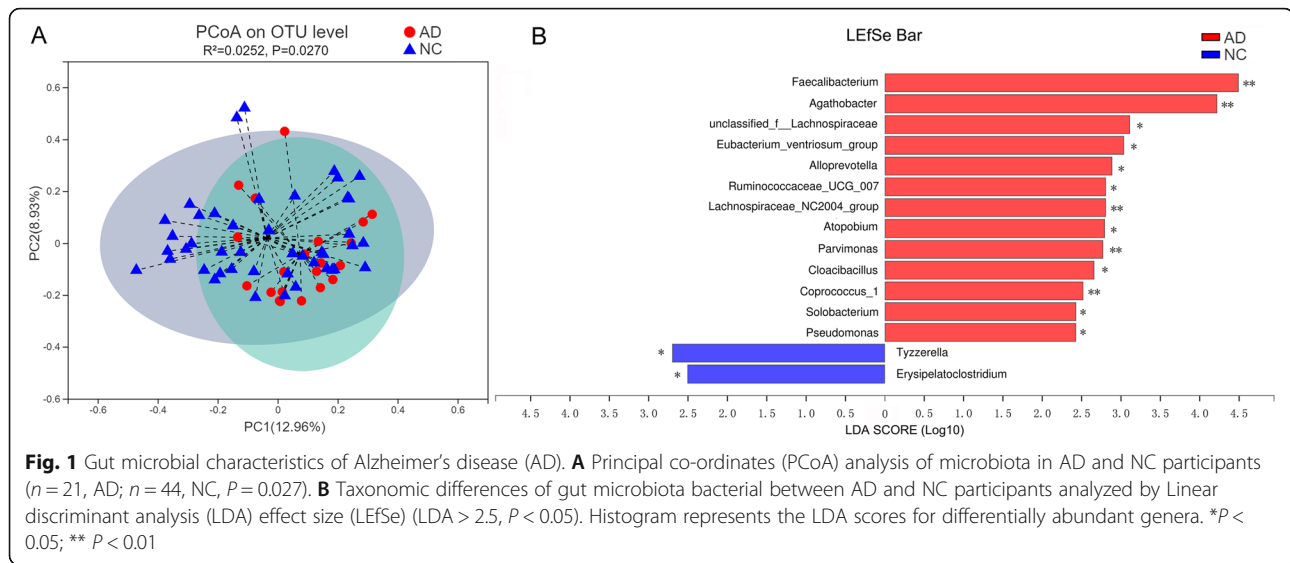 A
PCoA on OTU level
R²=0.0252, P=0.0270
AD
NC
PC2(8.93%)
0.6
0.4
0.2
0
-0.2
-0.4
-0.6
-0.6 -0.4 -0.2 0 0.2 0.4 0.6
PC1(12.96%)
B
LEfSe Bar
AD
NC
Faecalibacterium **
Agathobacter **
unclassified_f__Lachnospiraceae *
Eubacterium_ventriosum_group *
Alloprevotella *
Ruminococcaceae_UCG_007 *
Lachnospiraceae_NC2004_group **
Atopobium *
Parvimonas **
Cloacibacillus *
Coprococcus_1 **
Solobacterium *
Pseudomonas *
* Tyzzerella
* Erysipelatoclostridium
4.5 4.0 3.5 3.0 2.5 2.0 1.5 1.0 0.5 0 0.5 1.0 1.5 2.0 2.5 3.0 3.5 4.0 4.5
LDA SCORE (Log10)
Fig. 1 Gut microbial characteristics of Alzheimer's disease (AD). A Principal co-ordinates (PCoA) analysis of microbiota in AD and NC participants
(n = 21, AD; n = 44, NC, P = 0.027). B Taxonomic differences of gut microbiota bacterial between AD and NC participants analyzed by Linear
discriminant analysis (LDA) effect size (LEfSe) (LDA > 2.5, P < 0.05). Histogram represents the LDA scores for differentially abundant genera. *P <
0.05; ** P < 0.01